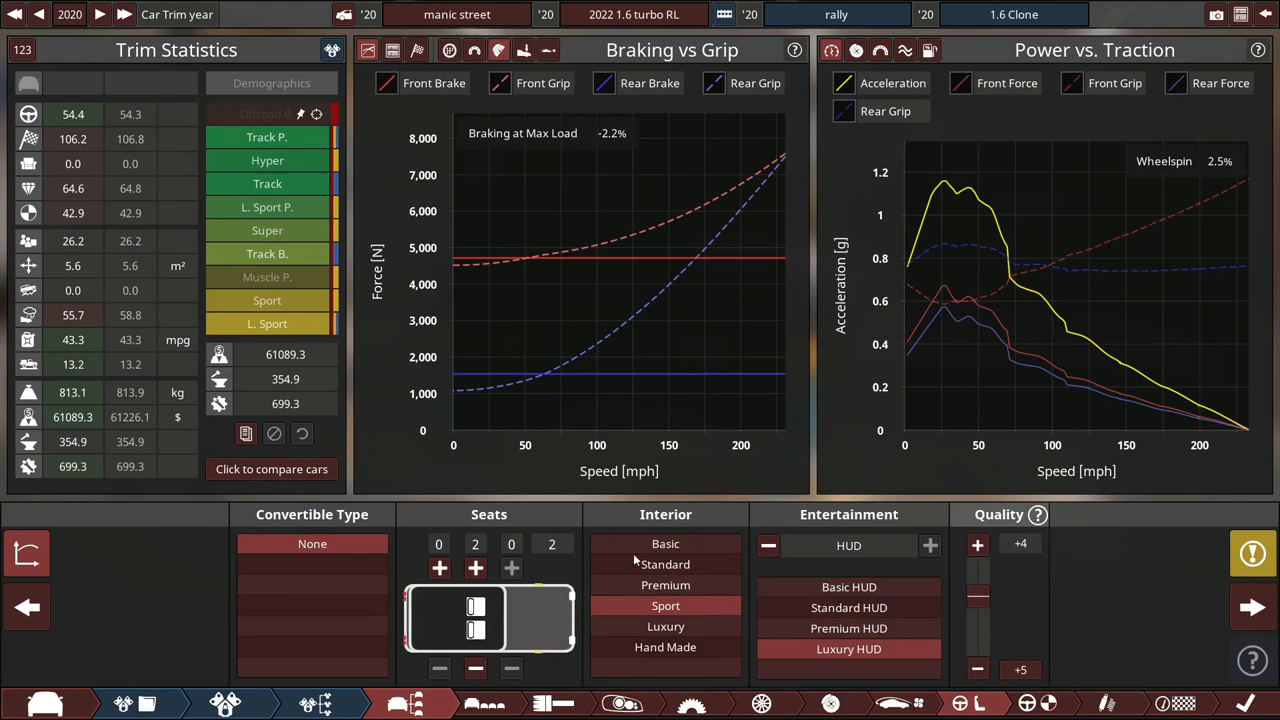 2020 Car Trim year '20 manic street '20 2022 1.6 turbo RL '20 rally '20 1.6 Clone
123 Trim Statistics
Demographics
54.4 54.3 Offroad B.
106.2 106.8 Track P.
0.0 0.0 Hyper
64.6 64.8 Track
42.9 42.9 L. Sport P.
26.2 26.2 Super
5.6 5.6 m² Track B.
0.0 0.0 Muscle P.
55.7 58.8 Sport
43.3 43.3 mpg L. Sport
13.2 13.2
813.1 813.9 kg
61089.3 61226.1 $
354.9 354.9
699.3 699.3
61089.3
354.9
699.3
Click to compare cars
Braking vs Grip ?
Front Brake Front Grip Rear Brake Rear Grip
Braking at Max Load -2.2%
8,000
7,000
6,000
5,000
4,000
3,000
2,000
1,000
0
Force [N]
0 50 100 150 200
Speed [mph]
Power vs. Traction ?
Acceleration Front Force Front Grip Rear Force
Rear Grip
Wheelspin 2.5%
1.2
1
0.8
0.6
0.4
0.2
0
Acceleration [g]
0 50 100 150 200
Speed [mph]
Convertible Type
None
Seats
0 2 0 2
Interior
Basic
Standard
Premium
Sport
Luxury
Hand Made
Entertainment
HUD
Basic HUD
Standard HUD
Premium HUD
Luxury HUD
Quality ?
+4
+5
?